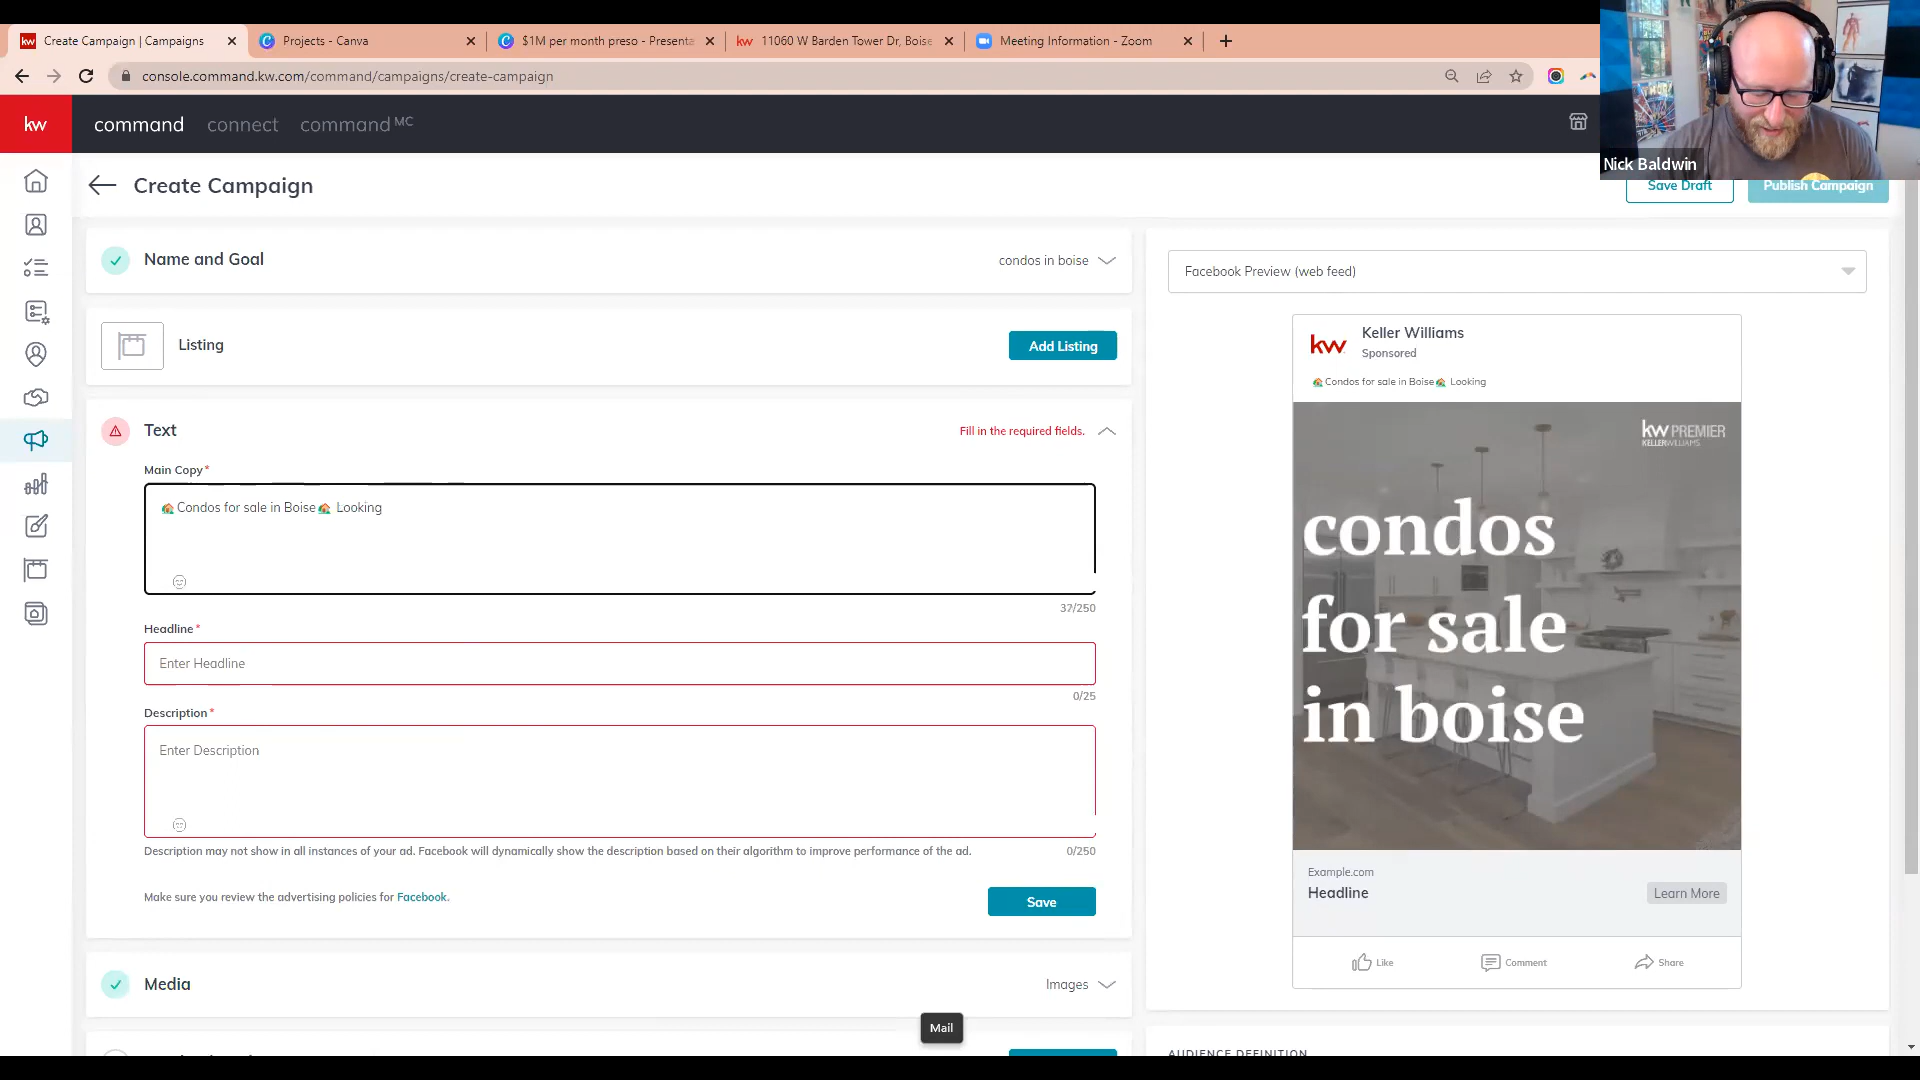 Create Campaign | Campaigns
Projects - Canva
$1M per month preso - Presenta
kw 11060 W Barden Tower Dr, Boise
Meeting Information - Zoom
console.command.kw.com/command/campaigns/create-campaign
kw
command
connect
command MC
Nick Baldwin
Create Campaign
Save Draft
Publish Campaign
Name and Goal
condos in boise
Listing
Add Listing
Text
Fill in the required fields.
Main Copy*
🏠Condos for sale in Boise🏠 Looking
37/250
Headline*
Enter Headline
0/25
Description*
Enter Description
Description may not show in all instances of your ad. Facebook will dynamically show the description based on their algorithm to improve performance of the ad.
0/250
Make sure you review the advertising policies for Facebook.
Save
Media
Images
Mail
Facebook Preview (web feed)
kw
Keller Williams
Sponsored
🏠Condos for sale in Boise🏠 Looking
kw PREMIER
KELLERWILLIAMS
condos
for sale
in boise
Example.com
Headline
Learn More
Like
Comment
Share
AUDIENCE DEFINITION